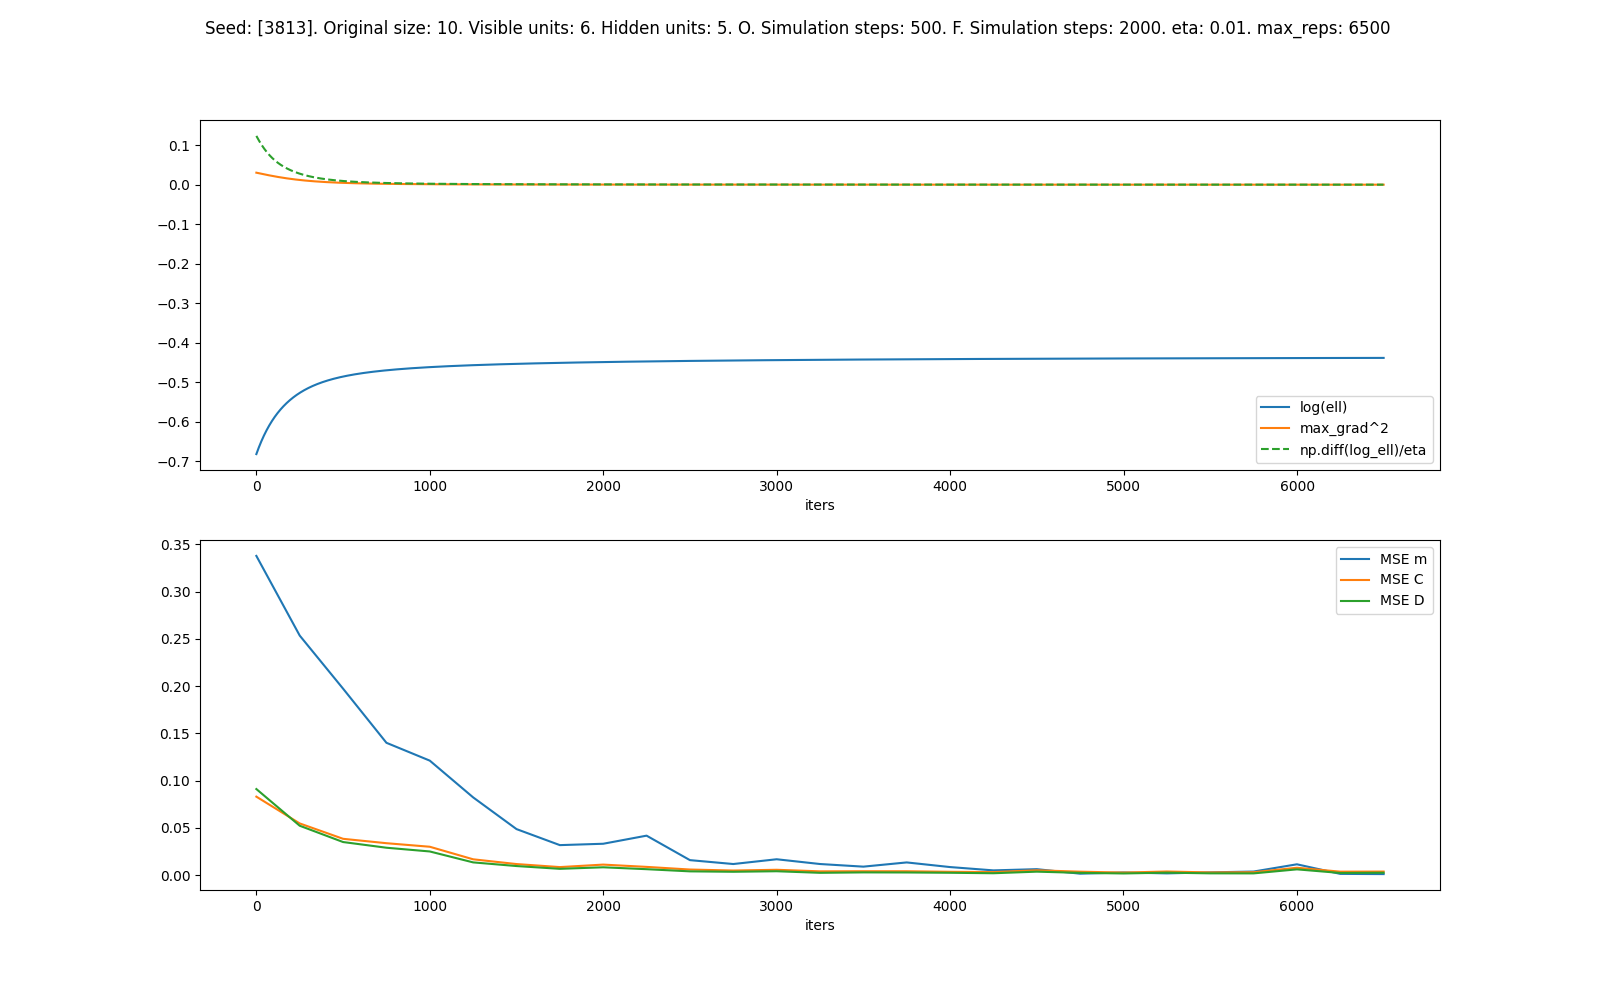 Seed: [3813]. Original size: 10. Visible units: 6. Hidden units: 5. O. Simulation steps: 500. F. Simulation steps: 2000. eta: 0.01. max_reps: 6500
0.1
0.0
−0.1
−0.2
−0.3
−0.4
−0.5
−0.6
−0.7
log(ell)
max_grad^2
np.diff(log_ell)/eta
0 1000 2000 3000 4000 5000 6000
iters
0.35
0.30
0.25
0.20
0.15
0.10
0.05
0.00
MSE m
MSE C
MSE D
0 1000 2000 3000 4000 5000 6000
iters